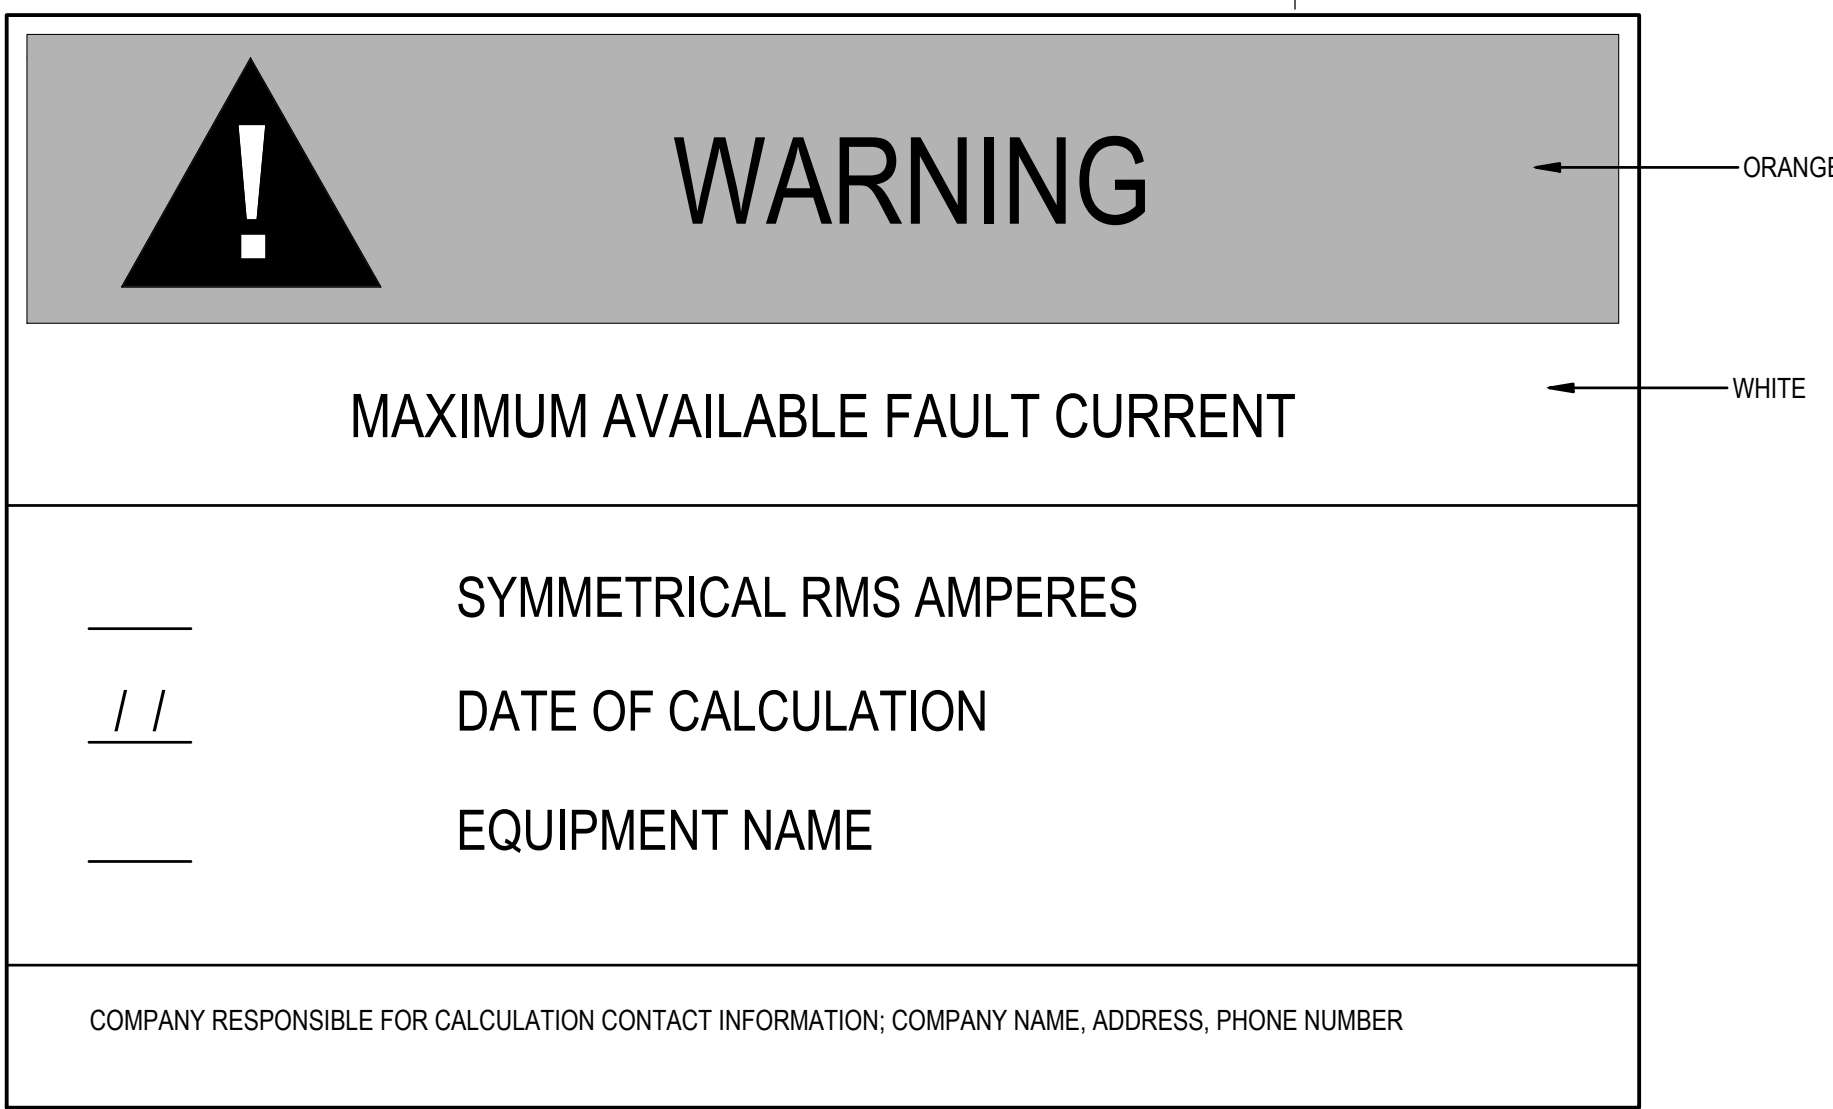 !
WARNING
ORANGE
MAXIMUM AVAILABLE FAULT CURRENT
WHITE
SYMMETRICAL RMS AMPERES
/ / DATE OF CALCULATION
EQUIPMENT NAME
COMPANY RESPONSIBLE FOR CALCULATION CONTACT INFORMATION; COMPANY NAME, ADDRESS, PHONE NUMBER